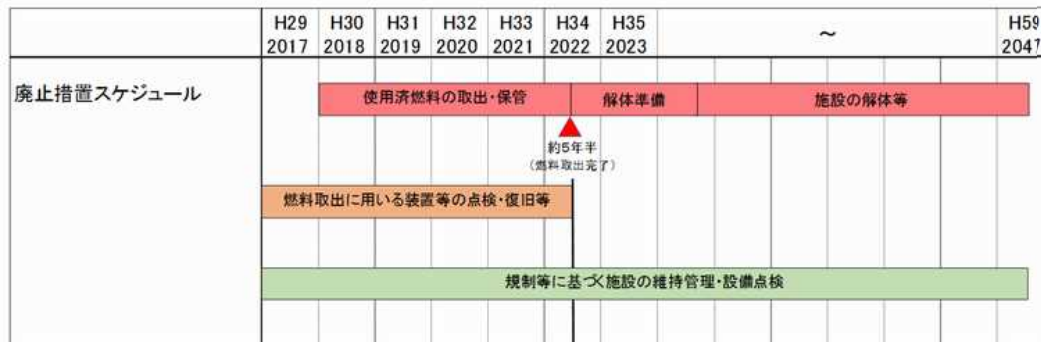 H29 H30 H31 H32 H33 H34 H35 ～ H59
2017 2018 2019 2020 2021 2022 2023 2047
廃止措置スケジュール
使用済燃料の取出・保管 解体準備 施設の解体等
約5年半
(燃料取出完了)
燃料取出に用いる装置等の点検・復旧等
規制等に基づく施設の維持管理・設備点検